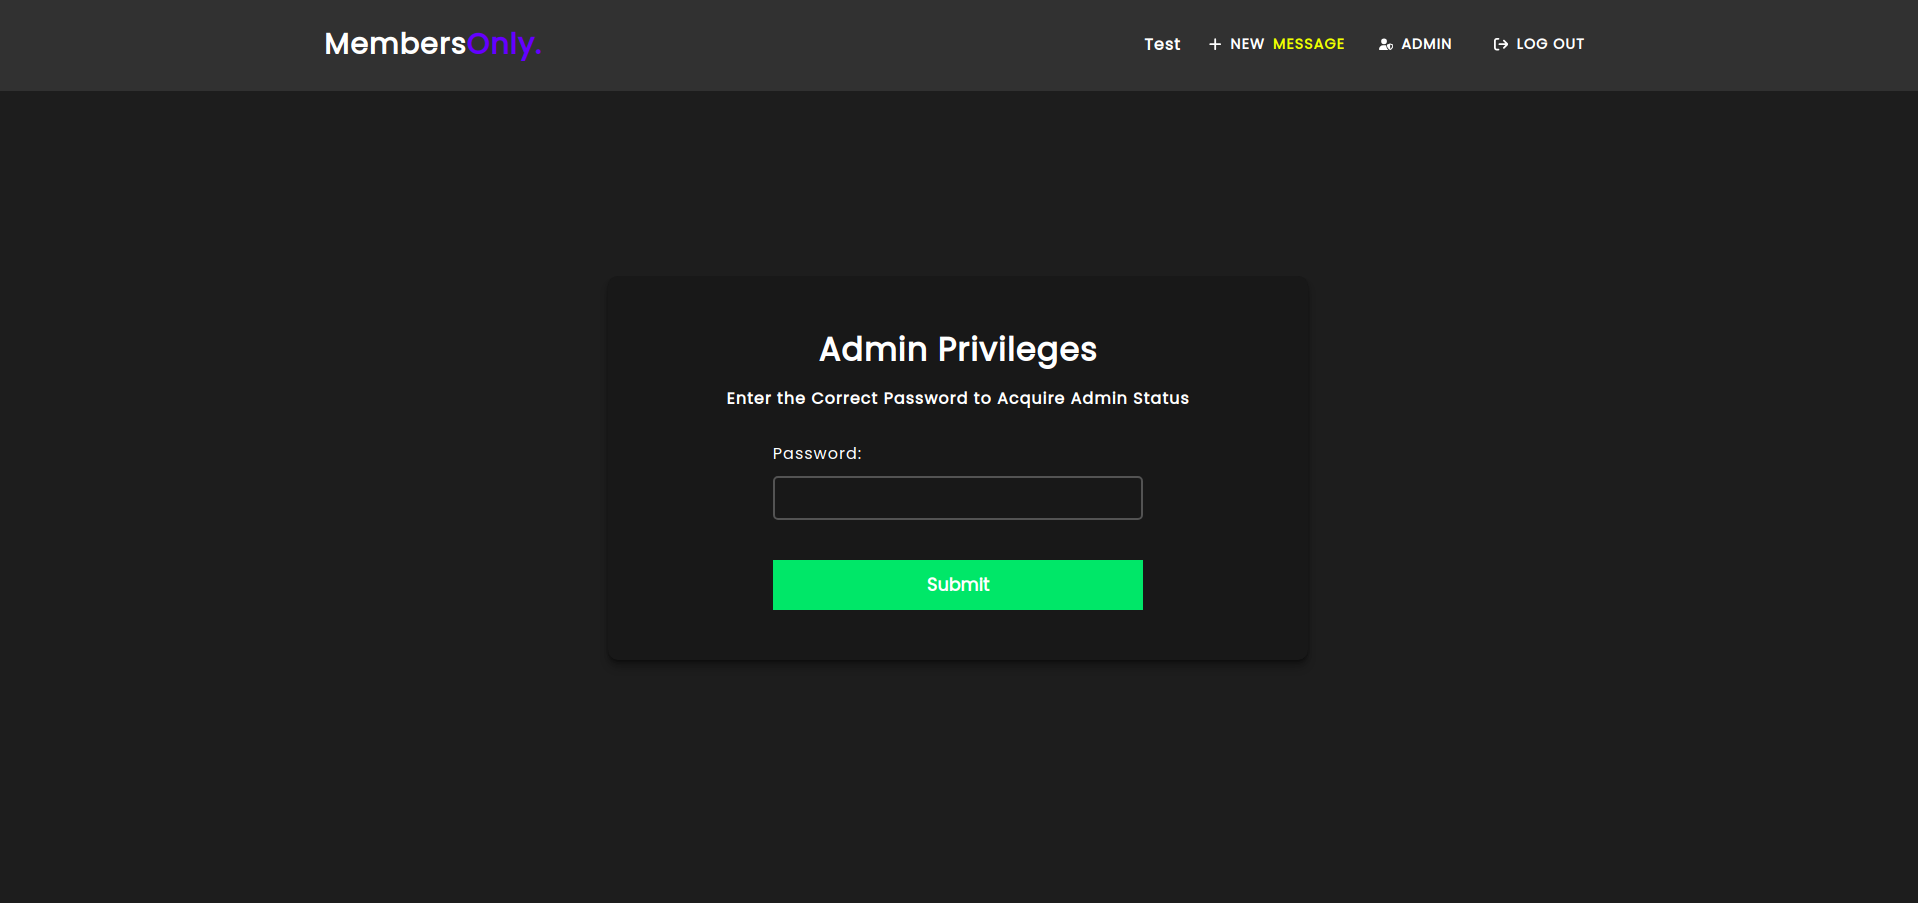 MembersOnly.
Test
NEW MESSAGE
ADMIN
LOG OUT
Admin Privileges
Enter the Correct Password to Acquire Admin Status
Password:
Submit